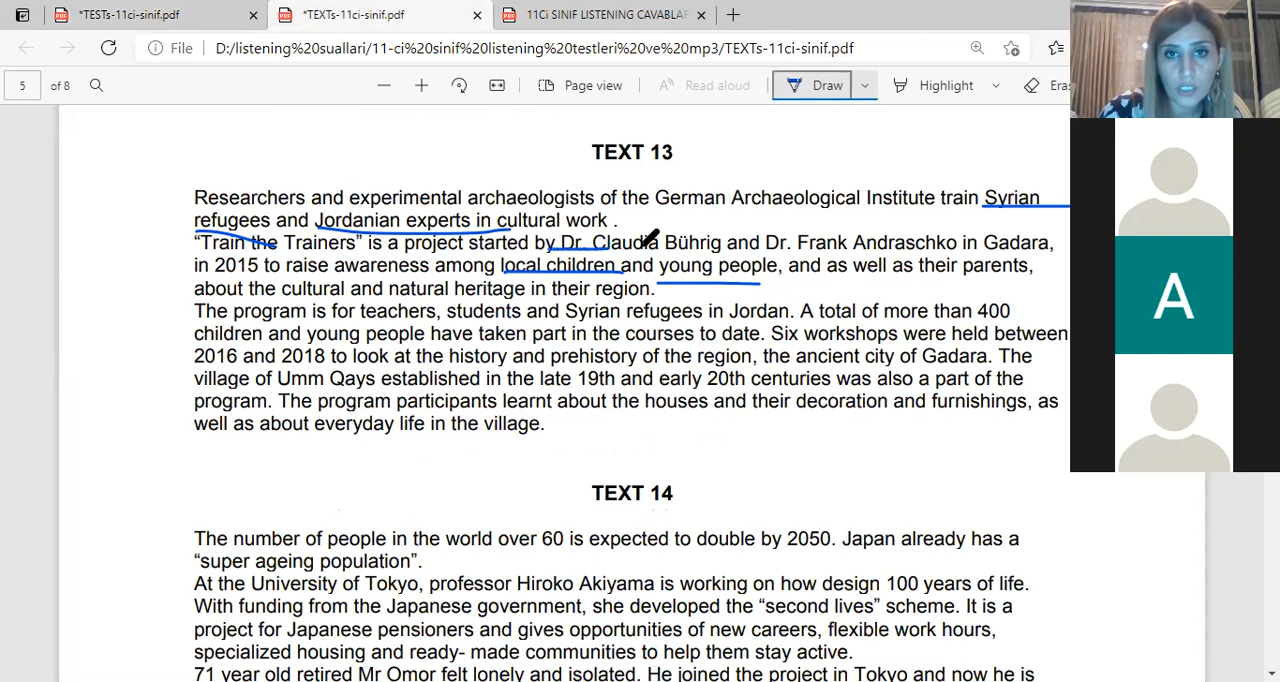 *TESTs-11ci-sinif.pdf
*TEXTs-11ci-sinif.pdf
11Ci SINIF LISTENING CAVABLAR
File D:/listening%20suallari/11-ci%20sinif%20listening%20testleri%20ve%20mp3/TEXTs-11ci-sinif.pdf
5 of 8 Page view Read aloud Draw Highlight Eras
TEXT 13
Researchers and experimental archaeologists of the German Archaeological Institute train Syrian
refugees and Jordanian experts in cultural work .
“Train the Trainers” is a project started by Dr. Claudia Bührig and Dr. Frank Andraschko in Gadara,
in 2015 to raise awareness among local children and young people, and as well as their parents,
about the cultural and natural heritage in their region.
The program is for teachers, students and Syrian refugees in Jordan. A total of more than 400
children and young people have taken part in the courses to date. Six workshops were held between
2016 and 2018 to look at the history and prehistory of the region, the ancient city of Gadara. The
village of Umm Qays established in the late 19th and early 20th centuries was also a part of the
program. The program participants learnt about the houses and their decoration and furnishings, as
well as about everyday life in the village.
TEXT 14
The number of people in the world over 60 is expected to double by 2050. Japan already has a
“super ageing population”.
At the University of Tokyo, professor Hiroko Akiyama is working on how design 100 years of life.
With funding from the Japanese government, she developed the “second lives” scheme. It is a
project for Japanese pensioners and gives opportunities of new careers, flexible work hours,
specialized housing and ready- made communities to help them stay active.
71 year old retired Mr Omor felt lonely and isolated. He joined the project in Tokyo and now he is
A